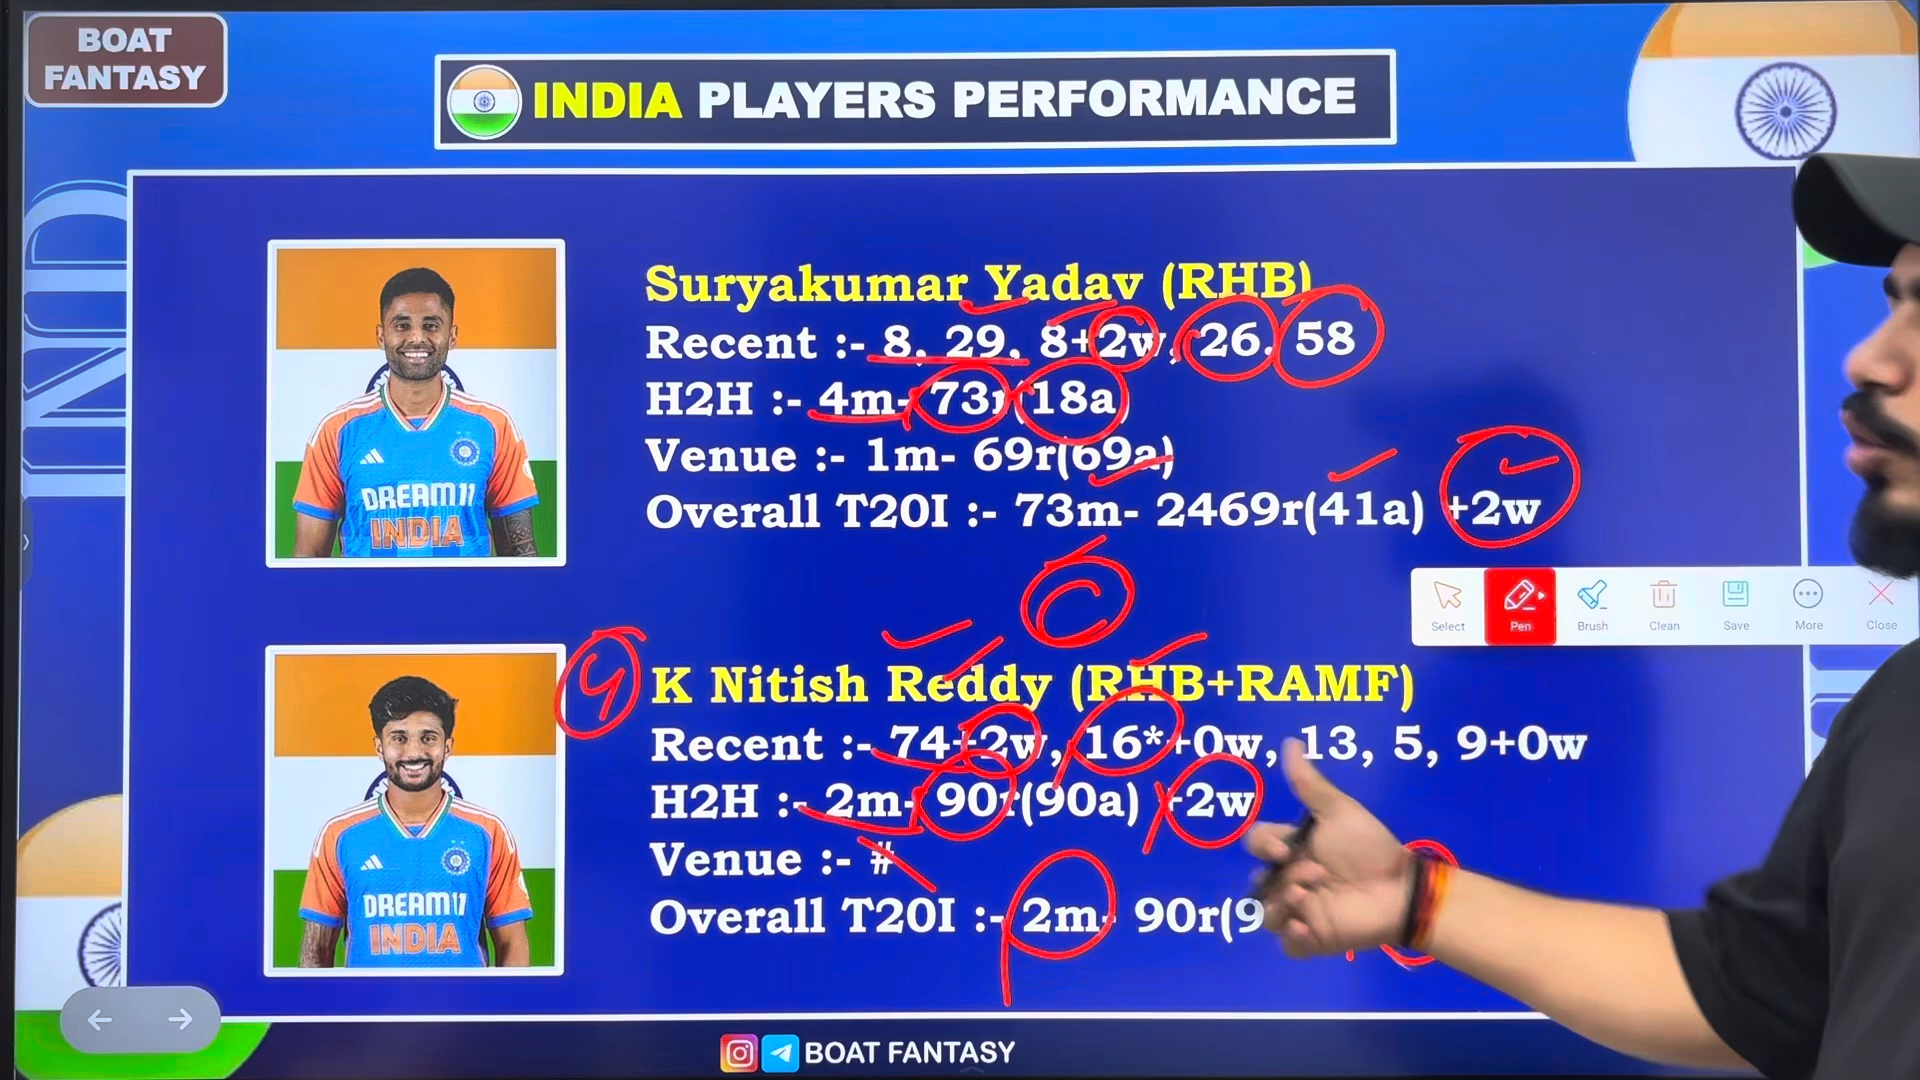 BOAT
FANTASY
INDIA PLAYERS PERFORMANCE
IND
Suryakumar Yadav (RHB)
Recent :- 8, 29, 8+2w, 26, 58
H2H :- 4m- 73r(18a)
Venue :- 1m- 69r(69a)
Overall T20I :- 73m- 2469r(41a) +2w
DREAM11
INDIA
C
Select
Pen
Brush
Clean
Save
More
Close
K Nitish Reddy (RHB+RAMF)
Recent :- 74+2w, 16*+0w, 13, 5, 9+0w
H2H :- 2m- 90r(90a) +2w
Venue :- #
Overall T20I :- 2m- 90r(9
DREAM11
INDIA
BOAT FANTASY